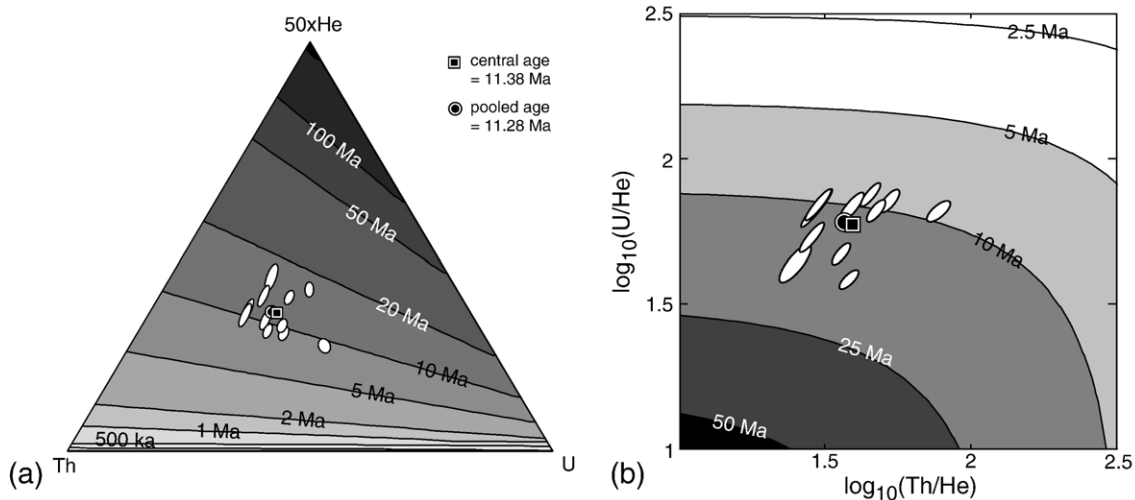 50xHe
central age
= 11.38 Ma
pooled age
= 11.28 Ma
100 Ma
50 Ma
20 Ma
10 Ma
5 Ma
2 Ma
1 Ma
500 ka
Th
U
(a)
2.5
2
1.5
1
log10(U/He)
2.5 Ma
5 Ma
10 Ma
25 Ma
50 Ma
1.5
2
2.5
log10(Th/He)
(b)